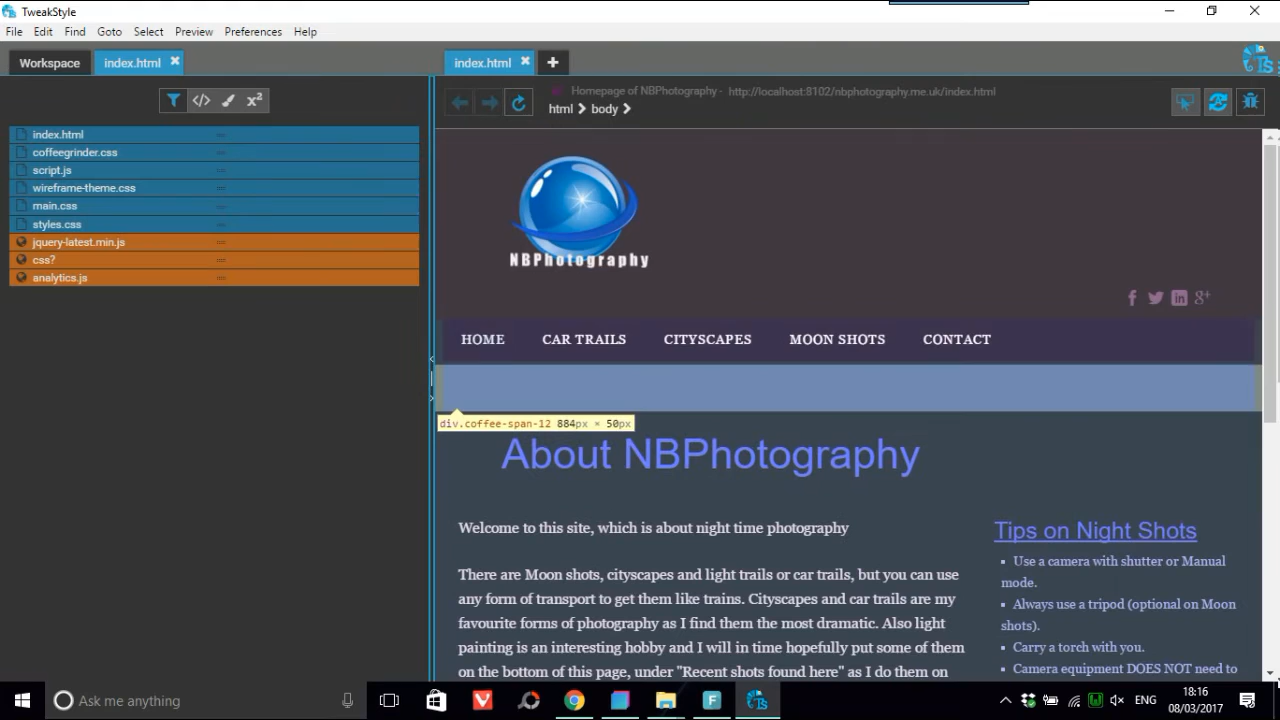 TweakStyle
File Edit Find Goto Select Preview Preferences Help
Workspace index.html
index.html
coffeegrinder.css
script.js
wireframe-theme.css
main.css
styles.css
jquery-latest.min.js
css?
analytics.js
index.html
Ts
Homepage of NBPhotography - http://localhost:8102/nbphotography.me.uk/index.html
html body
NBPhotography
HOME CAR TRAILS CITYSCAPES MOON SHOTS CONTACT
div.coffee-span-12 884px × 50px
About NBPhotography
Welcome to this site, which is about night time photography
There are Moon shots, cityscapes and light trails or car trails, but you can use
any form of transport to get them like trains. Cityscapes and car trails are my
favourite forms of photography as I find them the most dramatic. Also light
painting is an interesting hobby and I will in time hopefully put some of them
on the bottom of this page, under "Recent shots found here" as I do them on
Tips on Night Shots
Use a camera with shutter or Manual
mode.
Always use a tripod (optional on Moon
shots).
Carry a torch with you.
Camera equipment DOES NOT need to
Ask me anything
ENG
18:16
08/03/2017